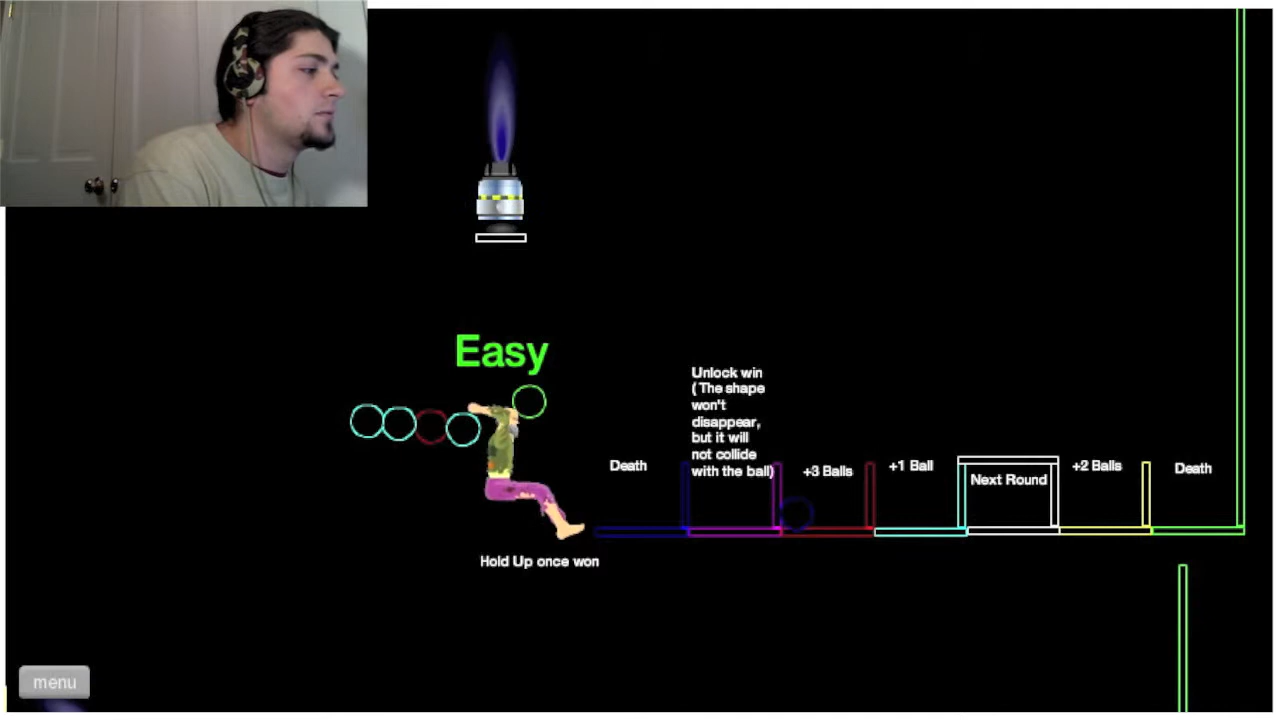 Easy
Unlock win
( The shape
won't
disappear,
but it will
not collide
with the ball)
Death
+3 Balls
+1 Ball
Next Round
+2 Balls
Death
Hold Up once won
menu